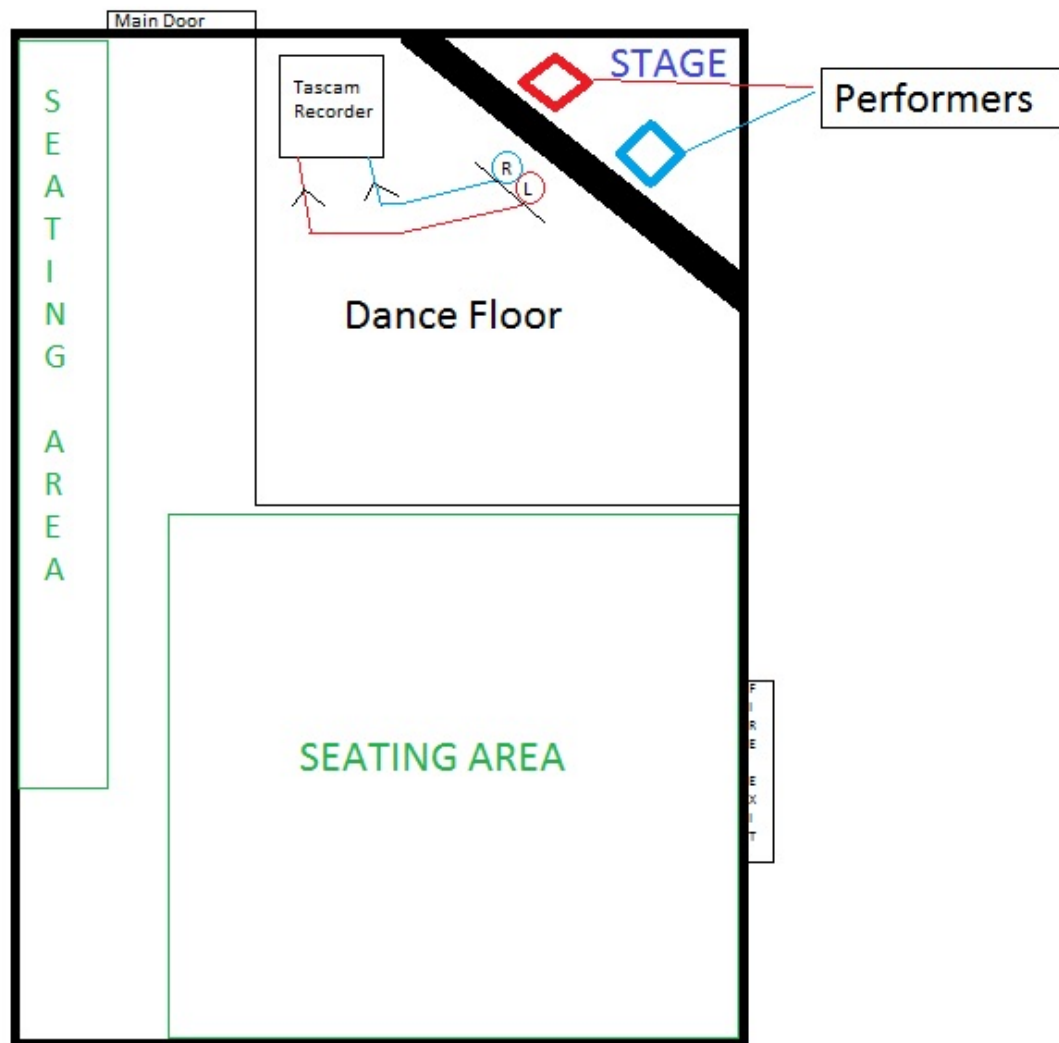 Main Door
STAGE
Performers
Tascam
Recorder
R
L
SEATING AREA
Dance Floor
SEATING AREA
FIRE EXIT